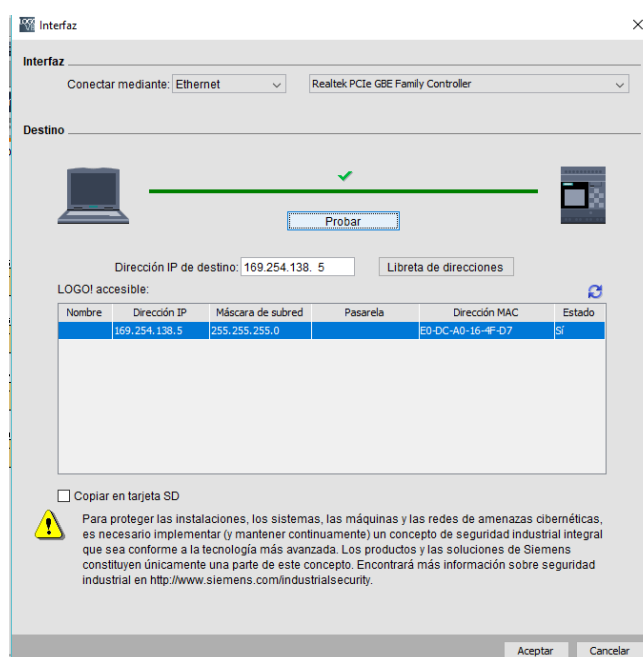 Interfaz
Interfaz
Conectar mediante: Ethernet Realtek PCIe GBE Family Controller
Destino
Probar
Dirección IP de destino: 169.254.138. 5 Libreta de direcciones
LOGO! accesible:
Nombre Dirección IP Máscara de subred Pasarela Dirección MAC Estado
169.254.138.5 255.255.255.0 E0-DC-A0-16-4F-D7 Sí
Copiar en tarjeta SD
Para proteger las instalaciones, los sistemas, las máquinas y las redes de amenazas cibernéticas,
es necesario implementar (y mantener continuamente) un concepto de seguridad industrial integral
que sea conforme a la tecnología más avanzada. Los productos y las soluciones de Siemens
constituyen únicamente una parte de este concepto. Encontrará más información sobre seguridad
industrial en http://www.siemens.com/industrialsecurity.
Aceptar Cancelar